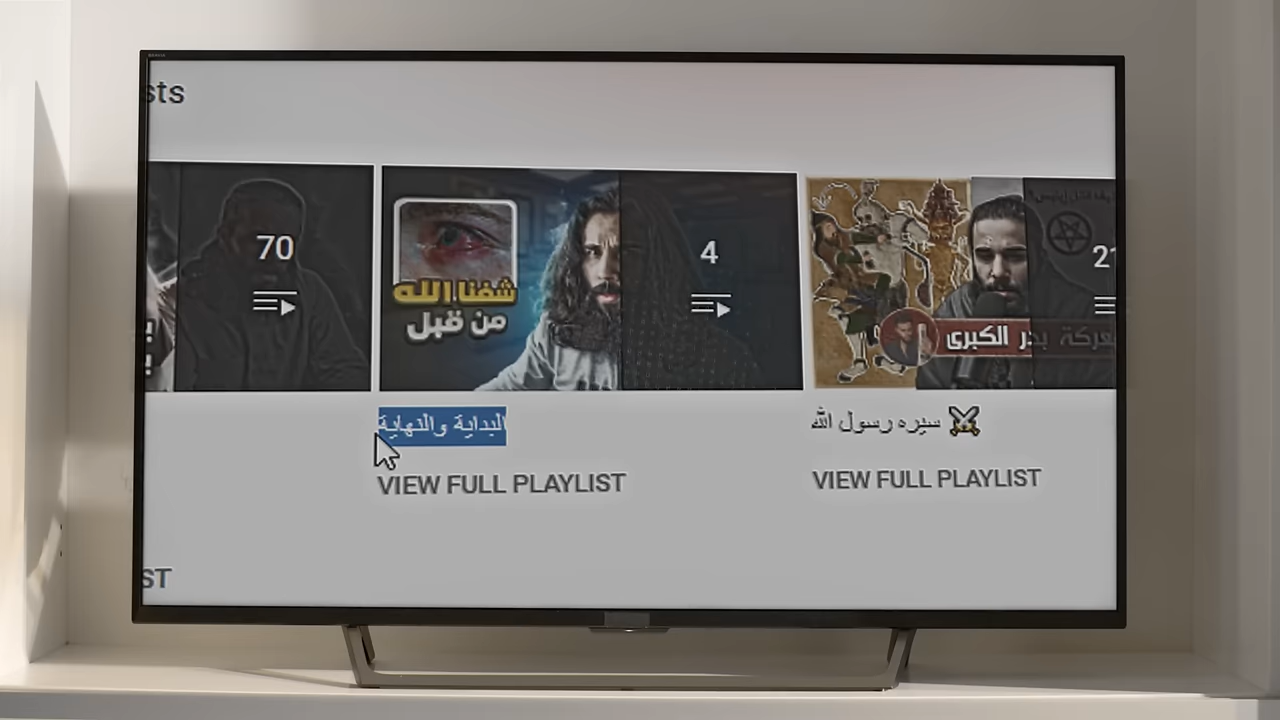 sts
70
شفنا الله
من قبل
4
21
معركة بدر الكبرى
البداية والنهاية
سيره رسول الله ⚔
VIEW FULL PLAYLIST
VIEW FULL PLAYLIST
ST